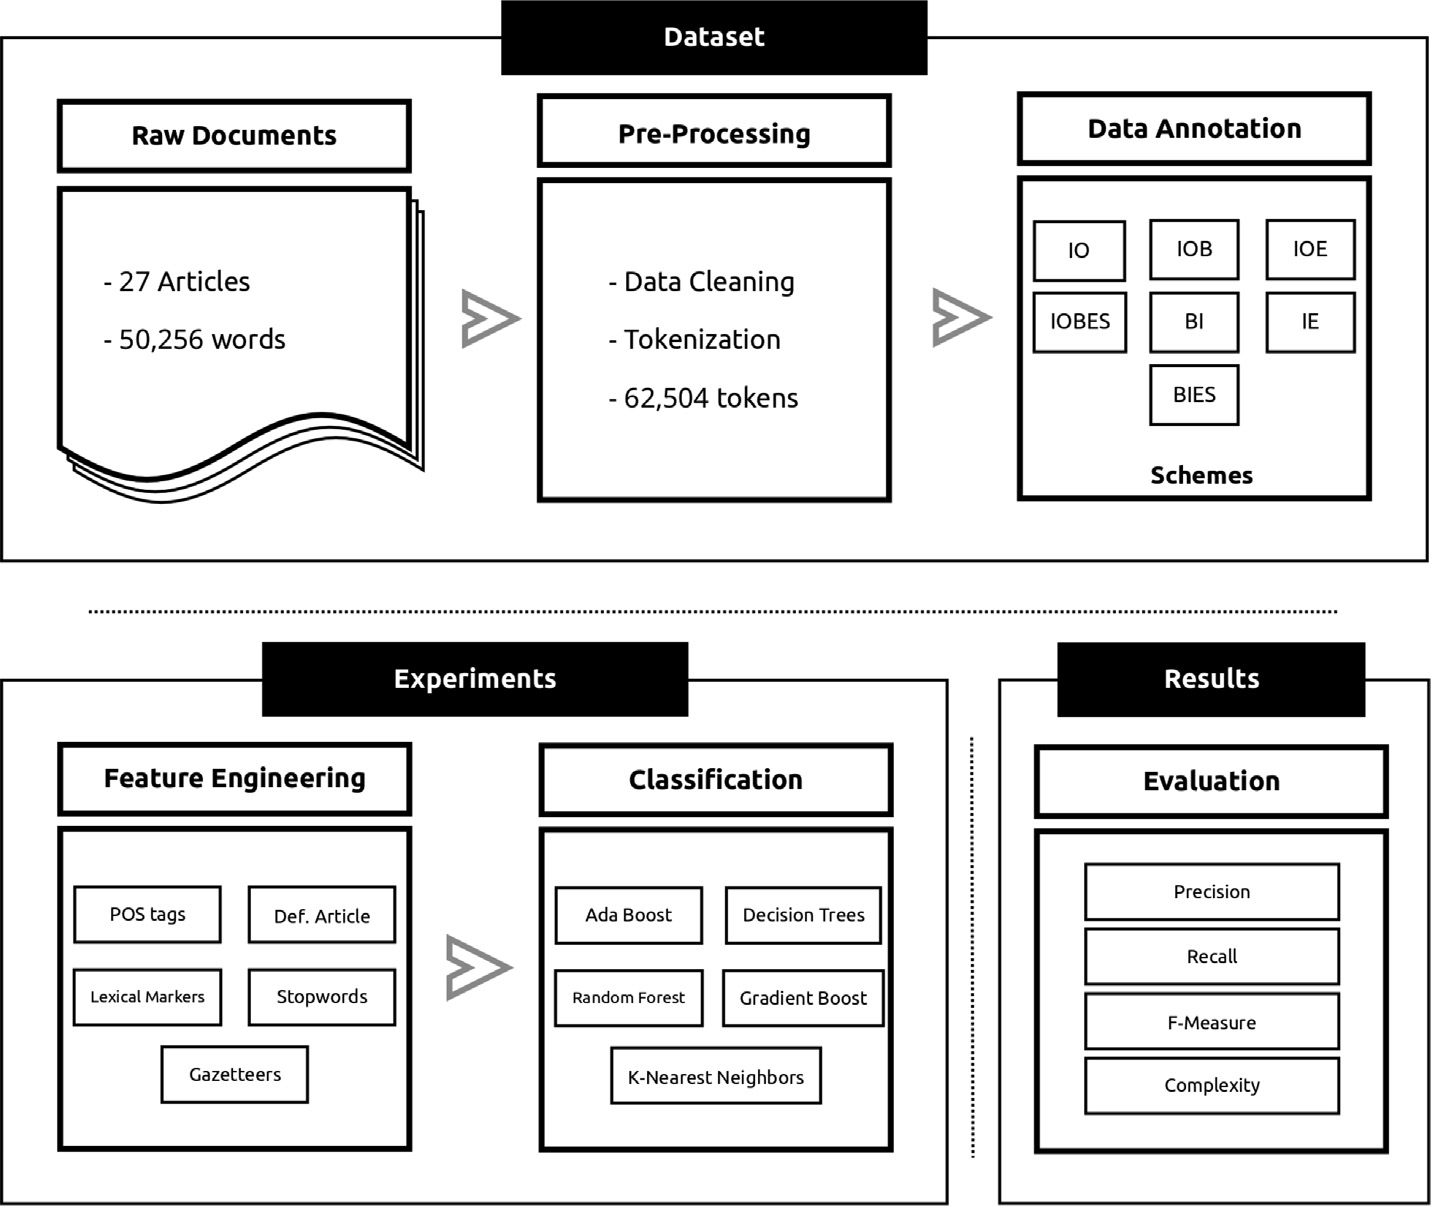 Dataset
Raw Documents
- 27 Articles
- 50,256 words
Pre-Processing
- Data Cleaning
- Tokenization
- 62,504 tokens
Data Annotation
IO
IOB
IOE
IOBES
BI
IE
BIES
Schemes
Experiments
Feature Engineering
POS tags
Def. Article
Lexical Markers
Stopwords
Gazetteers
Classification
Ada Boost
Decision Trees
Random Forest
Gradient Boost
K-Nearest Neighbors
Results
Evaluation
Precision
Recall
F-Measure
Complexity